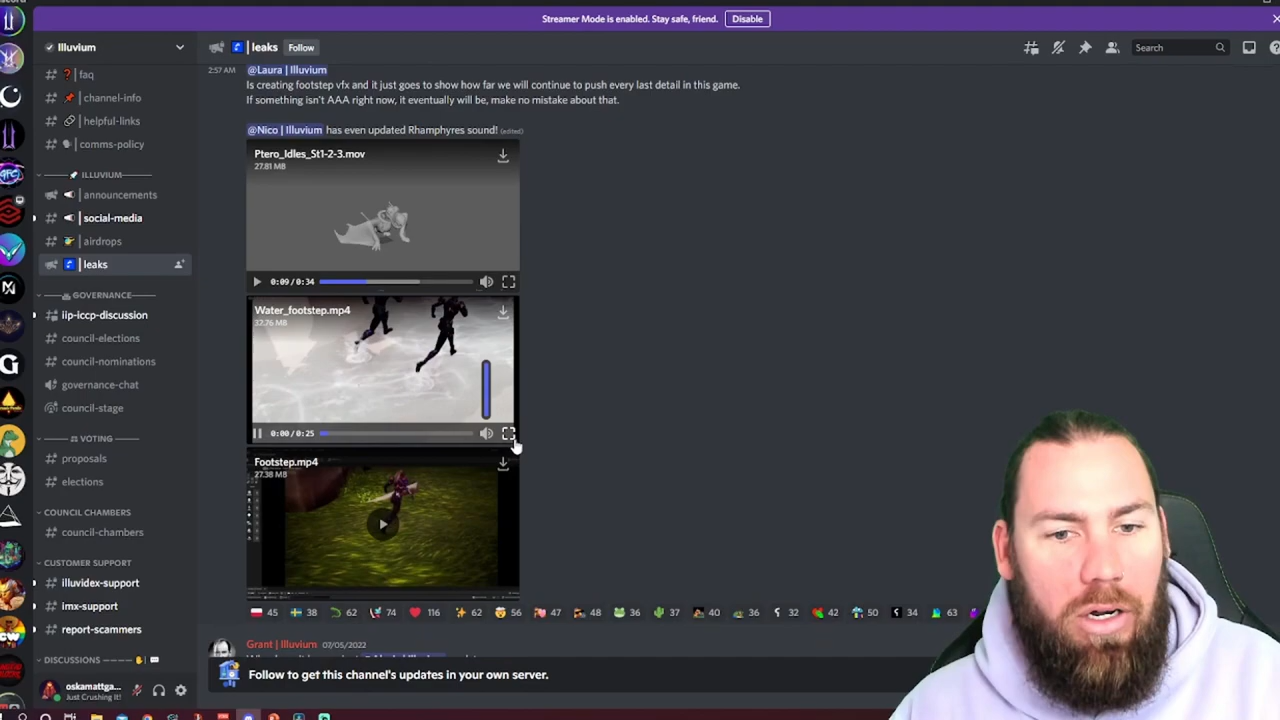 Streamer Mode is enabled. Stay safe, friend. Disable
Illuvium
faq
channel-info
helpful-links
comms-policy
ILLUVIUM
announcements
social-media
airdrops
leaks
GOVERNANCE
iip-iccp-discussion
council-elections
council-nominations
governance-chat
council-stage
VOTING
proposals
elections
COUNCIL CHAMBERS
council-chambers
CUSTOMER SUPPORT
illuvidex-support
imx-support
report-scammers
DISCUSSIONS
oskamattga...
Just Crushing It!
leaks Follow
Search
2:57 AM @Laura | Illuvium
Is creating footstep vfx and it just goes to show how far we will continue to push every last detail in this game.
If something isn't AAA right now, it eventually will be, make no mistake about that.
@Nico | Illuvium has even updated Rhamphyres sound! (edited)
Ptero_Idles_St1-2-3.mov
27.81 MB
0:09/0:34
Water_footstep.mp4
32.76 MB
0:00/0:25
Footstep.mp4
27.38 MB
45 38 62 74 116 62 56 47 48 36 37 40 36 32 42 50 34 63
Grant | Illuvium 07/05/2022
Follow to get this channel's updates in your own server.